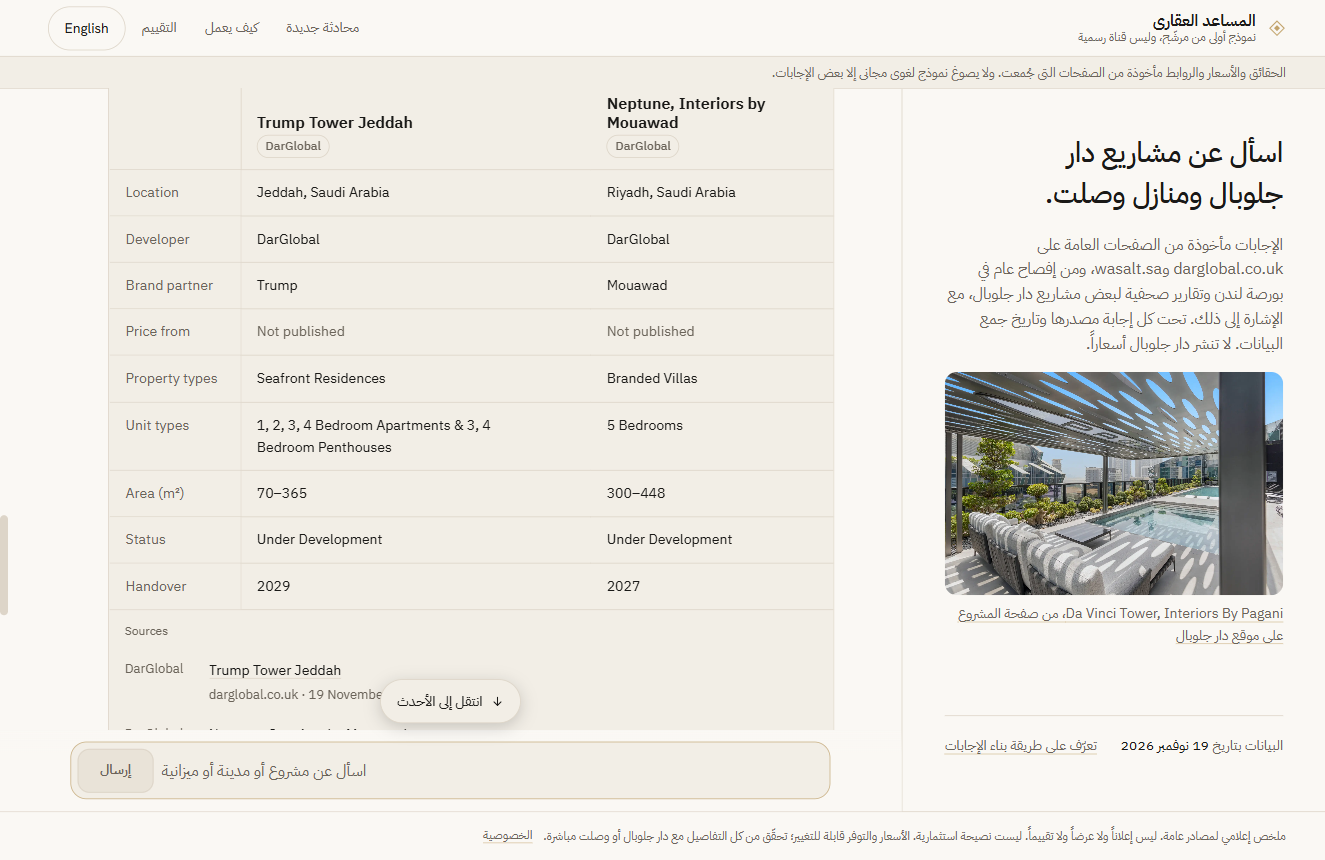 المساعد العقاري
نموذج أولي من مرشّح، وليس قناة رسمية
محادثة جديدة
كيف يعمل
التقييم
English
الحقائق والأسعار والروابط مأخوذة من الصفحات التي جُمعت. ولا يصوغ نموذج لغوي مجاني إلا بعض الإجابات.
اسأل عن مشاريع دار
جلوبال ومنازل وصلت.
الإجابات مأخوذة من الصفحات العامة على
darglobal.co.uk وwasalt.sa، ومن إفصاح عام في
بورصة لندن وتقارير صحفية لبعض مشاريع دار جلوبال، مع
الإشارة إلى ذلك. تحت كل إجابة مصدرها وتاريخ جمع
البيانات. لا تنشر دار جلوبال أسعاراً.
Da Vinci Tower, Interiors By Pagani، من صفحة المشروع
على موقع دار جلوبال
البيانات بتاريخ 19 نوفمبر 2026
تعرّف على طريقة بناء الإجابات
Trump Tower Jeddah
DarGlobal
Neptune, Interiors by
Mouawad
DarGlobal
Location
Jeddah, Saudi Arabia
Riyadh, Saudi Arabia
Developer
DarGlobal
DarGlobal
Brand partner
Trump
Mouawad
Price from
Not published
Not published
Property types
Seafront Residences
Branded Villas
Unit types
1, 2, 3, 4 Bedroom Apartments & 3, 4
Bedroom Penthouses
5 Bedrooms
Area (m²)
70–365
300–448
Status
Under Development
Under Development
Handover
2029
2027
Sources
DarGlobal
Trump Tower Jeddah
darglobal.co.uk · 19
انتقل إلى الأحدث ↓
اسأل عن مشروع أو مدينة أو ميزانية
إرسال
ملخص إعلامي لمصادر عامة. ليس إعلاناً ولا عرضاً ولا تقييماً. ليست نصيحة استثمارية. الأسعار والتوفر قابلة للتغيير؛ تحقّق من كل التفاصيل مع دار جلوبال أو وصلت مباشرة.
الخصوصية